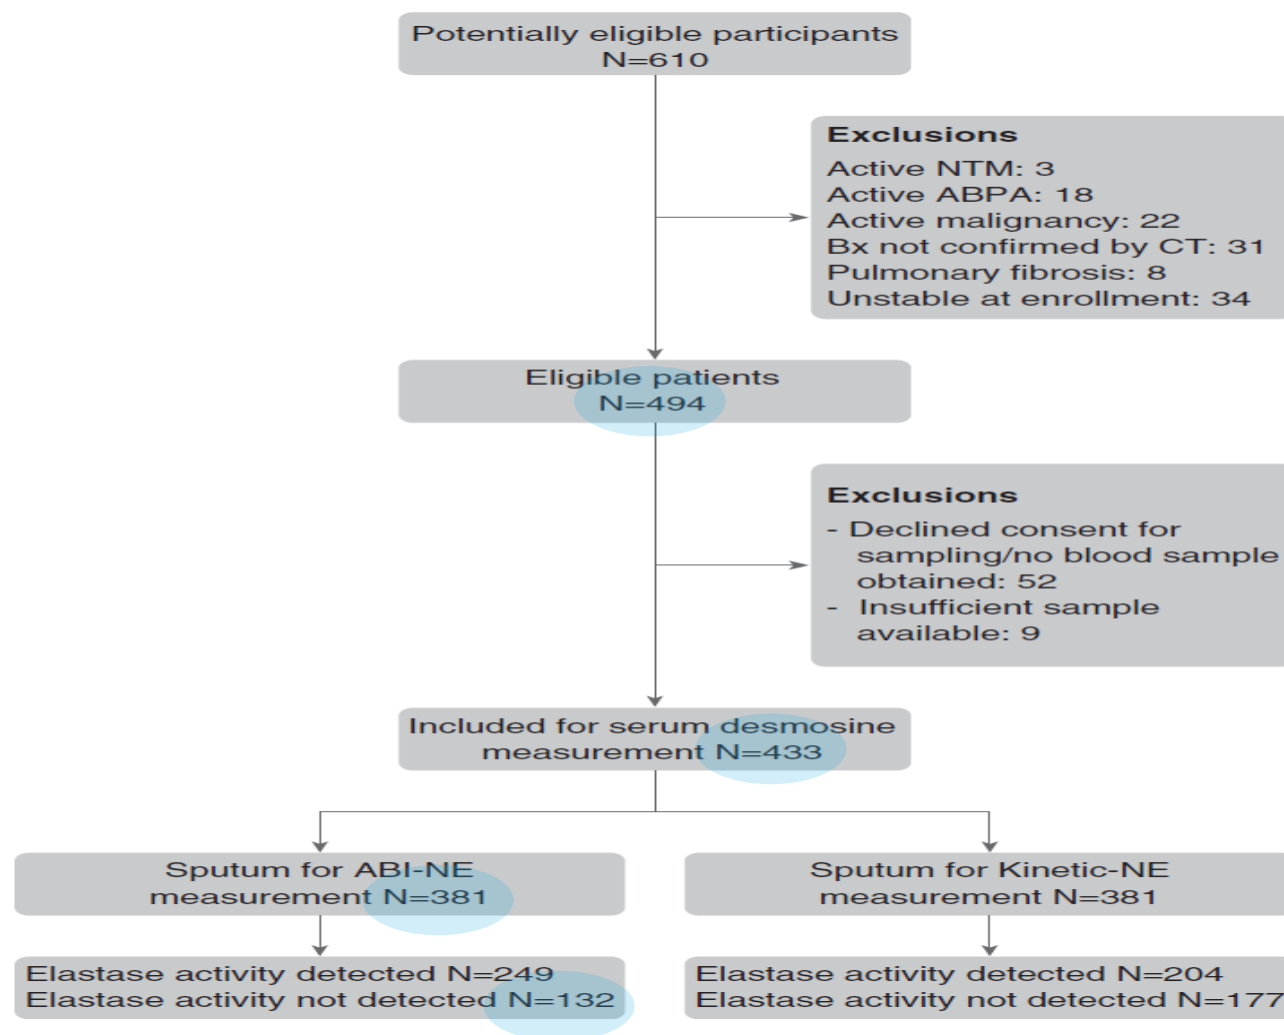 Potentially eligible participants
N=610
Exclusions
Active NTM: 3
Active ABPA: 18
Active malignancy: 22
Bx not confirmed by CT: 31
Pulmonary fibrosis: 8
Unstable at enrollment: 34
Eligible patients
N=494
Exclusions
- Declined consent for
sampling/no blood sample
obtained: 52
- Insufficient sample
available: 9
Included for serum desmosine
measurement N=433
Sputum for ABI-NE
measurement N=381
Sputum for Kinetic-NE
measurement N=381
Elastase activity detected N=249
Elastase activity not detected N=132
Elastase activity detected N=204
Elastase activity not detected N=177